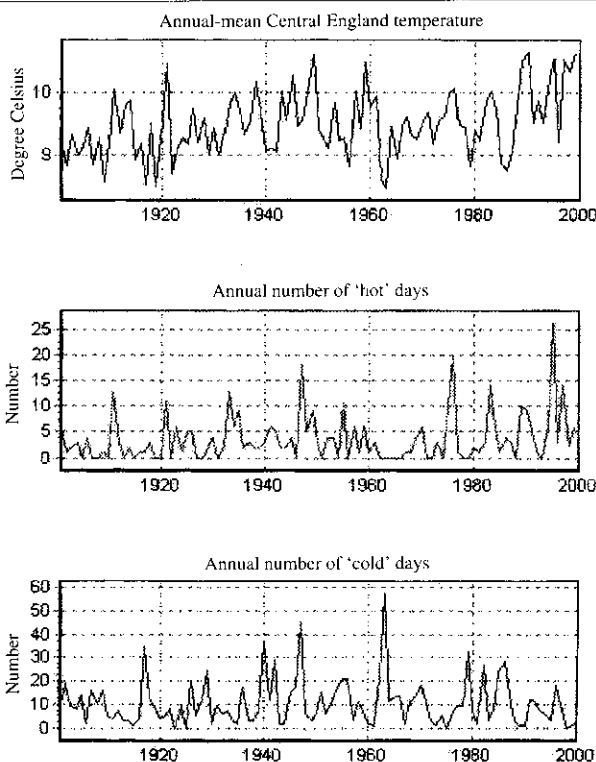 Annual-mean Central England temperature
Degree Celsius
10
9
1920 1940 1960 1980 2000
Annual number of 'hot' days
Number
25
20
15
10
5
0
1920 1940 1960 1980 2000
Annual number of 'cold' days
Number
60
50
40
30
20
10
0
1920 1940 1960 1980 2000